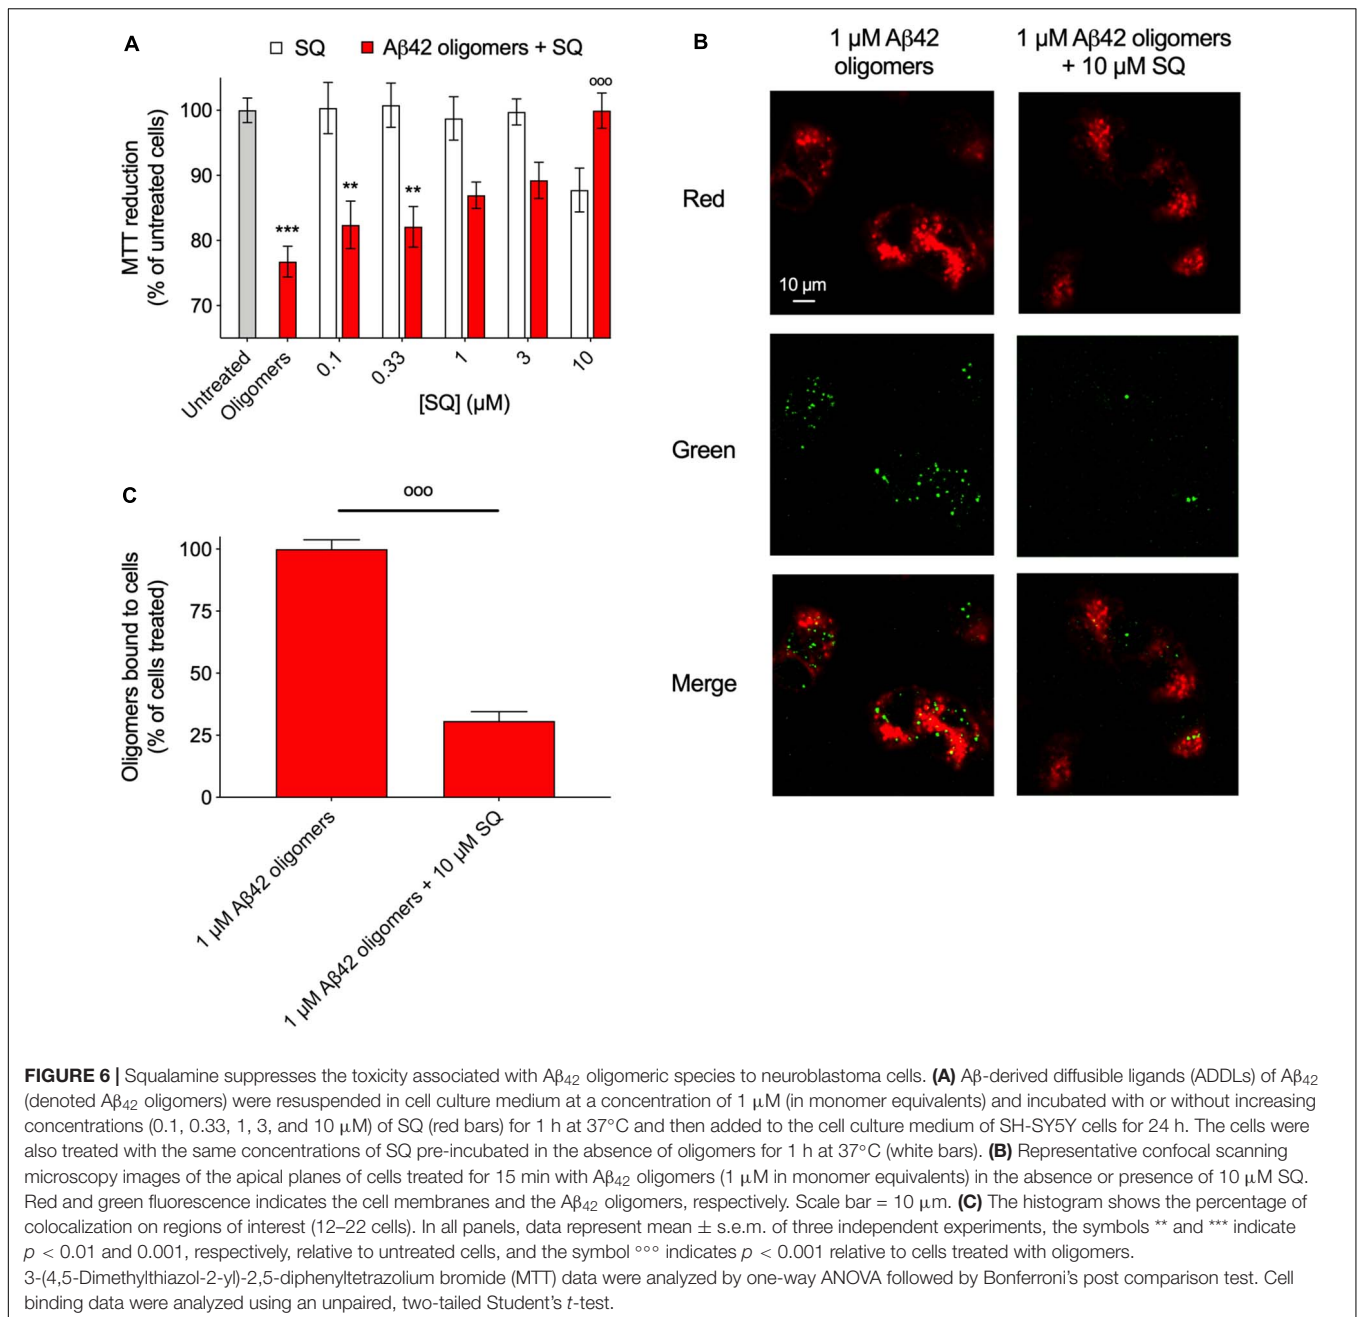 A
SQ
Aβ42 oligomers + SQ
MTT reduction
(% of untreated cells)
100
90
80
70
***
**
**
ooo
Untreated
Oligomers
0.1
0.33
1
3
10
[SQ] (µM)
B
1 µM Aβ42
oligomers
1 µM Aβ42 oligomers
+ 10 µM SQ
Red
10 µm
Green
Merge
C
ooo
Oligomers bound to cells
(% of cells treated)
100
75
50
25
0
1 µM Aβ42 oligomers
1 µM Aβ42 oligomers + 10 µM SQ
FIGURE 6 | Squalamine suppresses the toxicity associated with Aβ42 oligomeric species to neuroblastoma cells. (A) Aβ-derived diffusible ligands (ADDLs) of Aβ42
(denoted Aβ42 oligomers) were resuspended in cell culture medium at a concentration of 1 µM (in monomer equivalents) and incubated with or without increasing
concentrations (0.1, 0.33, 1, 3, and 10 µM) of SQ (red bars) for 1 h at 37°C and then added to the cell culture medium of SH-SY5Y cells for 24 h. The cells were
also treated with the same concentrations of SQ pre-incubated in the absence of oligomers for 1 h at 37°C (white bars). (B) Representative confocal scanning
microscopy images of the apical planes of cells treated for 15 min with Aβ42 oligomers (1 µM in monomer equivalents) in the absence or presence of 10 µM SQ.
Red and green fluorescence indicates the cell membranes and the Aβ42 oligomers, respectively. Scale bar = 10 µm. (C) The histogram shows the percentage of
colocalization on regions of interest (12–22 cells). In all panels, data represent mean ± s.e.m. of three independent experiments, the symbols ** and *** indicate
p < 0.01 and 0.001, respectively, relative to untreated cells, and the symbol °°° indicates p < 0.001 relative to cells treated with oligomers.
3-(4,5-Dimethylthiazol-2-yl)-2,5-diphenyltetrazolium bromide (MTT) data were analyzed by one-way ANOVA followed by Bonferroni's post comparison test. Cell
binding data were analyzed using an unpaired, two-tailed Student's t-test.